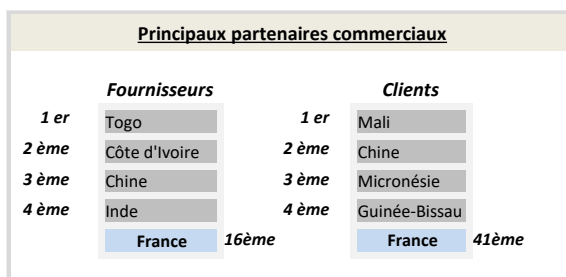 Principaux partenaires commerciaux
Fournisseurs Clients
1 er Togo 1 er Mali
2 ème Côte d'Ivoire 2 ème Chine
3 ème Chine 3 ème Micronésie
4 ème Inde 4 ème Guinée-Bissau
France 16ème France 41ème